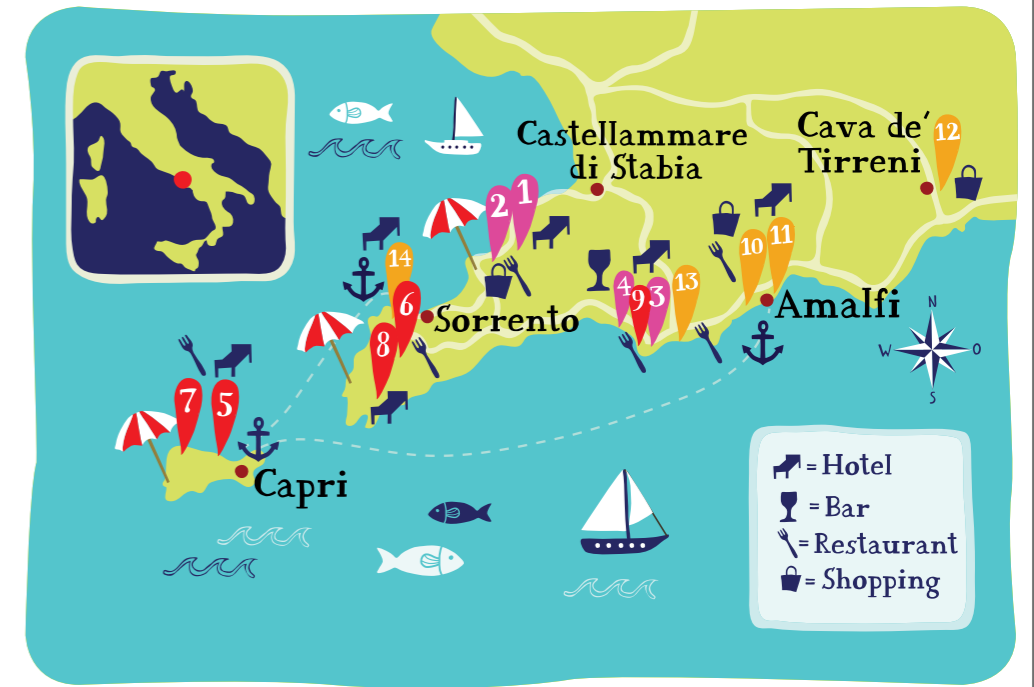 Castellammare
di Stabia
Cava de'
Tirreni
12
2
1
14
11
10
4
9
3
13
6
8
Sorrento
Amalfi
N
W
O
S
7
5
Capri
= Hotel
= Bar
= Restaurant
= Shopping